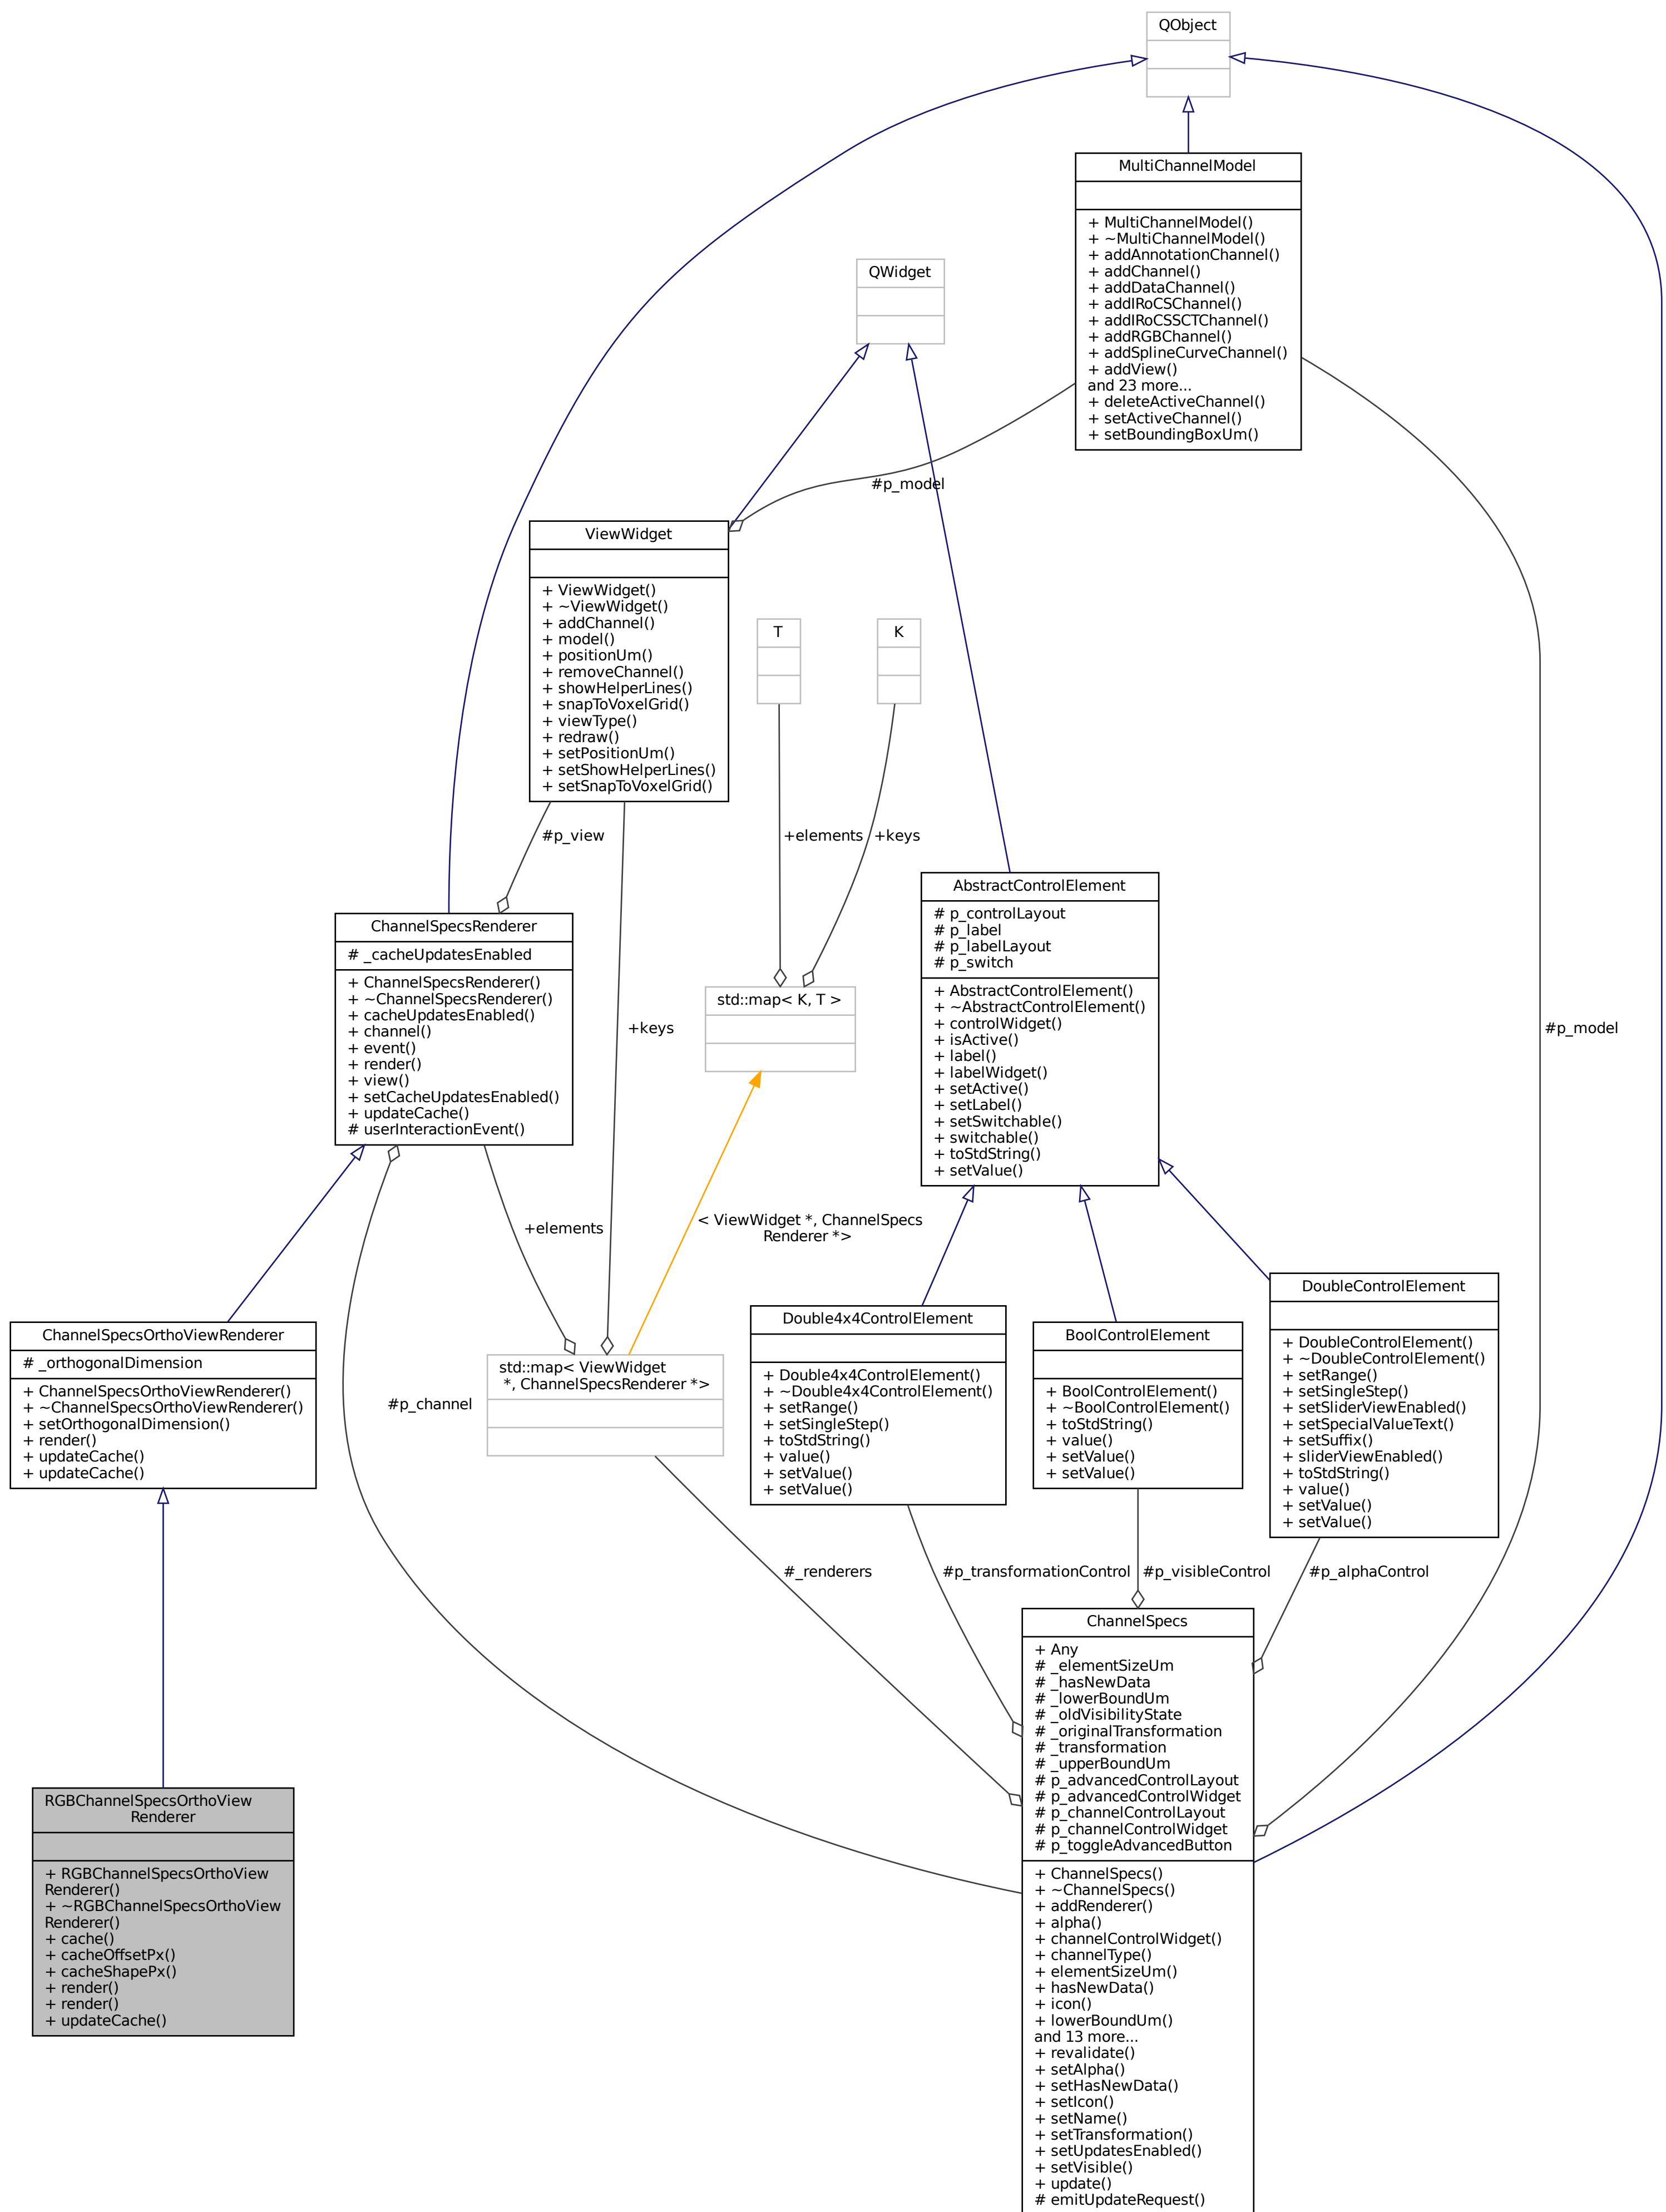 QObject
MultiChannelModel
+ MultiChannelModel()
+ ~MultiChannelModel()
+ addAnnotationChannel()
+ addChannel()
+ addDataChannel()
+ addIRoCSChannel()
+ addIRoCSSCTChannel()
+ addRGBChannel()
+ addSplineCurveChannel()
+ addView()
and 23 more...
+ deleteActiveChannel()
+ setActiveChannel()
+ setBoundingBoxUm()
QWidget
#p_model
ViewWidget
+ ViewWidget()
+ ~ViewWidget()
+ addChannel()
+ model()
+ positionUm()
+ removeChannel()
+ showHelperLines()
+ snapToVoxelGrid()
+ viewType()
+ redraw()
+ setPositionUm()
+ setShowHelperLines()
+ setSnapToVoxelGrid()
T
K
#p_view
+elements
+keys
AbstractControlElement
# p_controlLayout
# p_label
# p_labelLayout
# p_switch
+ AbstractControlElement()
+ ~AbstractControlElement()
+ controlWidget()
+ isActive()
+ label()
+ labelWidget()
+ setActive()
+ setLabel()
+ setSwitchable()
+ switchable()
+ toStdString()
+ setValue()
ChannelSpecsRenderer
# _cacheUpdatesEnabled
+ ChannelSpecsRenderer()
+ ~ChannelSpecsRenderer()
+ cacheUpdatesEnabled()
+ channel()
+ event()
+ render()
+ view()
+ setCacheUpdatesEnabled()
+ updateCache()
# userInteractionEvent()
std::map< K, T >
+keys
#p_model
+elements
< ViewWidget *, ChannelSpecs
Renderer *>
ChannelSpecsOrthoViewRenderer
# _orthogonalDimension
+ ChannelSpecsOrthoViewRenderer()
+ ~ChannelSpecsOrthoViewRenderer()
+ setOrthogonalDimension()
+ render()
+ updateCache()
+ updateCache()
#p_channel
std::map< ViewWidget
*, ChannelSpecsRenderer *>
Double4x4ControlElement
+ Double4x4ControlElement()
+ ~Double4x4ControlElement()
+ setRange()
+ setSingleStep()
+ toStdString()
+ value()
+ setValue()
+ setValue()
BoolControlElement
+ BoolControlElement()
+ ~BoolControlElement()
+ toStdString()
+ value()
+ setValue()
+ setValue()
DoubleControlElement
+ DoubleControlElement()
+ ~DoubleControlElement()
+ setRange()
+ setSingleStep()
+ setSliderViewEnabled()
+ setSpecialValueText()
+ setSuffix()
+ sliderViewEnabled()
+ toStdString()
+ value()
+ setValue()
+ setValue()
#_renderers
#p_transformationControl
#p_visibleControl
#p_alphaControl
ChannelSpecs
+ Any
# _elementSizeUm
# _hasNewData
# _lowerBoundUm
# _oldVisibilityState
# _originalTransformation
# _transformation
# _upperBoundUm
# p_advancedControlLayout
# p_advancedControlWidget
# p_channelControlLayout
# p_channelControlWidget
# p_toggleAdvancedButton
+ ChannelSpecs()
+ ~ChannelSpecs()
+ addRenderer()
+ alpha()
+ channelControlWidget()
+ channelType()
+ elementSizeUm()
+ hasNewData()
+ icon()
+ lowerBoundUm()
and 13 more...
+ revalidate()
+ setAlpha()
+ setHasNewData()
+ setIcon()
+ setName()
+ setTransformation()
+ setUpdatesEnabled()
+ setVisible()
+ update()
# emitUpdateRequest()
RGBChannelSpecsOrthoView
Renderer
+ RGBChannelSpecsOrthoView
Renderer()
+ ~RGBChannelSpecsOrthoView
Renderer()
+ cache()
+ cacheOffsetPx()
+ cacheShapePx()
+ render()
+ render()
+ updateCache()